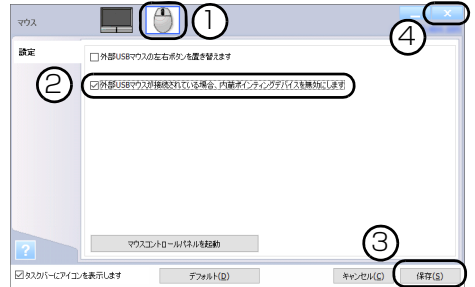 マウス
①
④
設定
□外部USBマウスの左右ボタンを置き替えます
②
☑外部USBマウスが接続されている場合、内蔵ポインティングデバイスを無効にします
マウスコントロールパネルを起動
③
?
☑タスクバーにアイコンを表示します
デフォルト(D)
キャンセル(C)
保存(S)